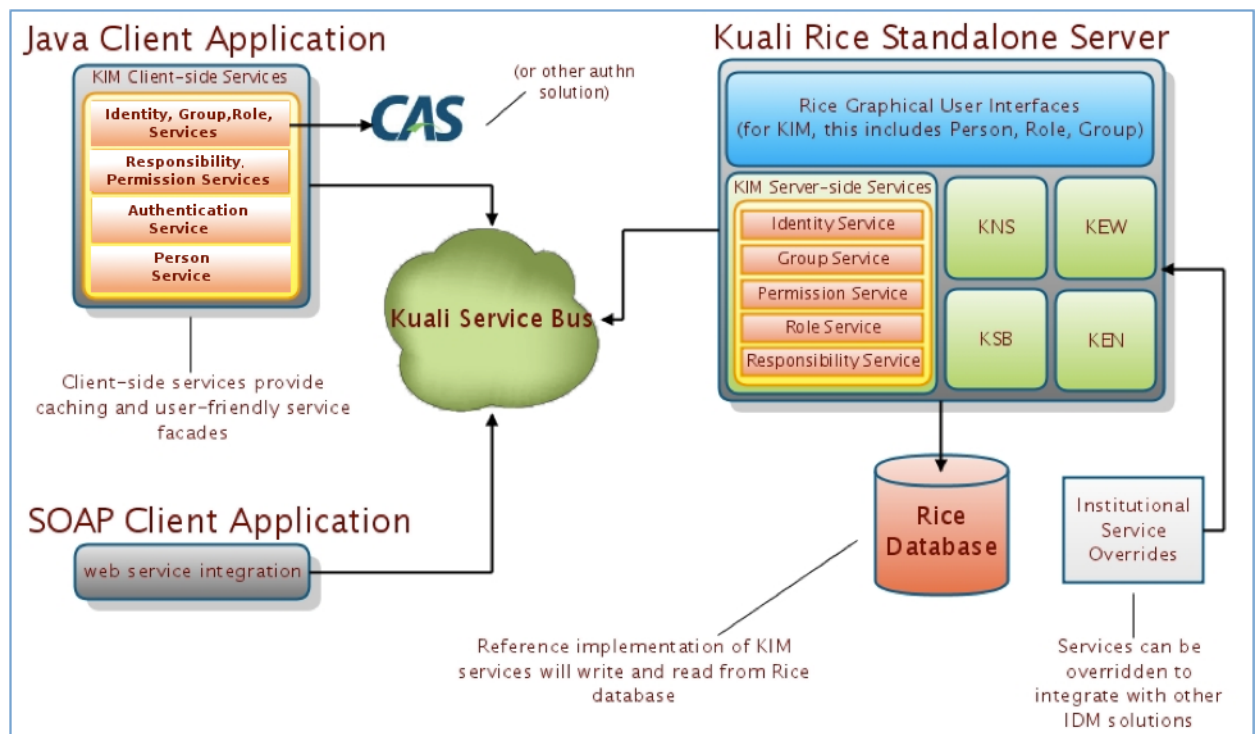 Java Client Application
KIM Client-side Services
Identity, Group,Role,
Services
Responsibility,
Permission Services
Authentication
Service
Person
Service
CAS
(or other authn
solution)
Client-side services provide
caching and user-friendly service
facades
SOAP Client Application
web service integration
Kuali Service Bus
Kuali Rice Standalone Server
Rice Graphical User Interfaces
(for KIM, this includes Person, Role, Group)
KIM Server-side Services
Identity Service
Group Service
Permission Service
Role Service
Responsibility Service
KNS
KEW
KSB
KEN
Rice
Database
Institutional
Service
Overrides
Reference implementation of KIM
services will write and read from Rice
database
Services can be
overridden to
integrate with other
IDM solutions